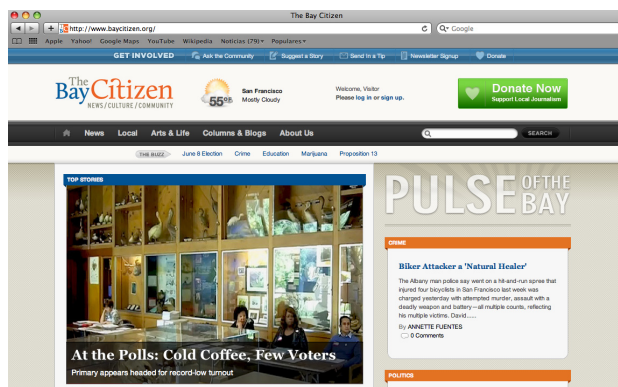 The Bay Citizen
http://www.baycitizen.org/
Google
Apple Yahoo! Google Maps YouTube Wikipedia Noticias (79) Populares
GET INVOLVED Ask the Community Suggest a Story Send In a Tip Newsletter Signup Donate
The
Bay Citizen
NEWS/CULTURE/COMMUNITY
55°F
San Francisco
Mostly Cloudy
Welcome, Visitor
Please log in or sign up.
Donate Now
Support Local Journalism
News Local Arts & Life Columns & Blogs About Us
SEARCH
THE BUZZ June 8 Election Crime Education Marijuana Proposition 13
TOP STORIES
At the Polls: Cold Coffee, Few Voters
Primary appears headed for record-low turnout
PULSE OF THE BAY
CRIME
Biker Attacker a 'Natural Healer'
The Albany man police say went on a hit-and-run spree that
injured four bicyclists in San Francisco last week was
charged yesterday with attempted murder, assault with a
deadly weapon and battery—all multiple counts, reflecting
his multiple victims. David......
By ANNETTE FUENTES
0 Comments
POLITICS